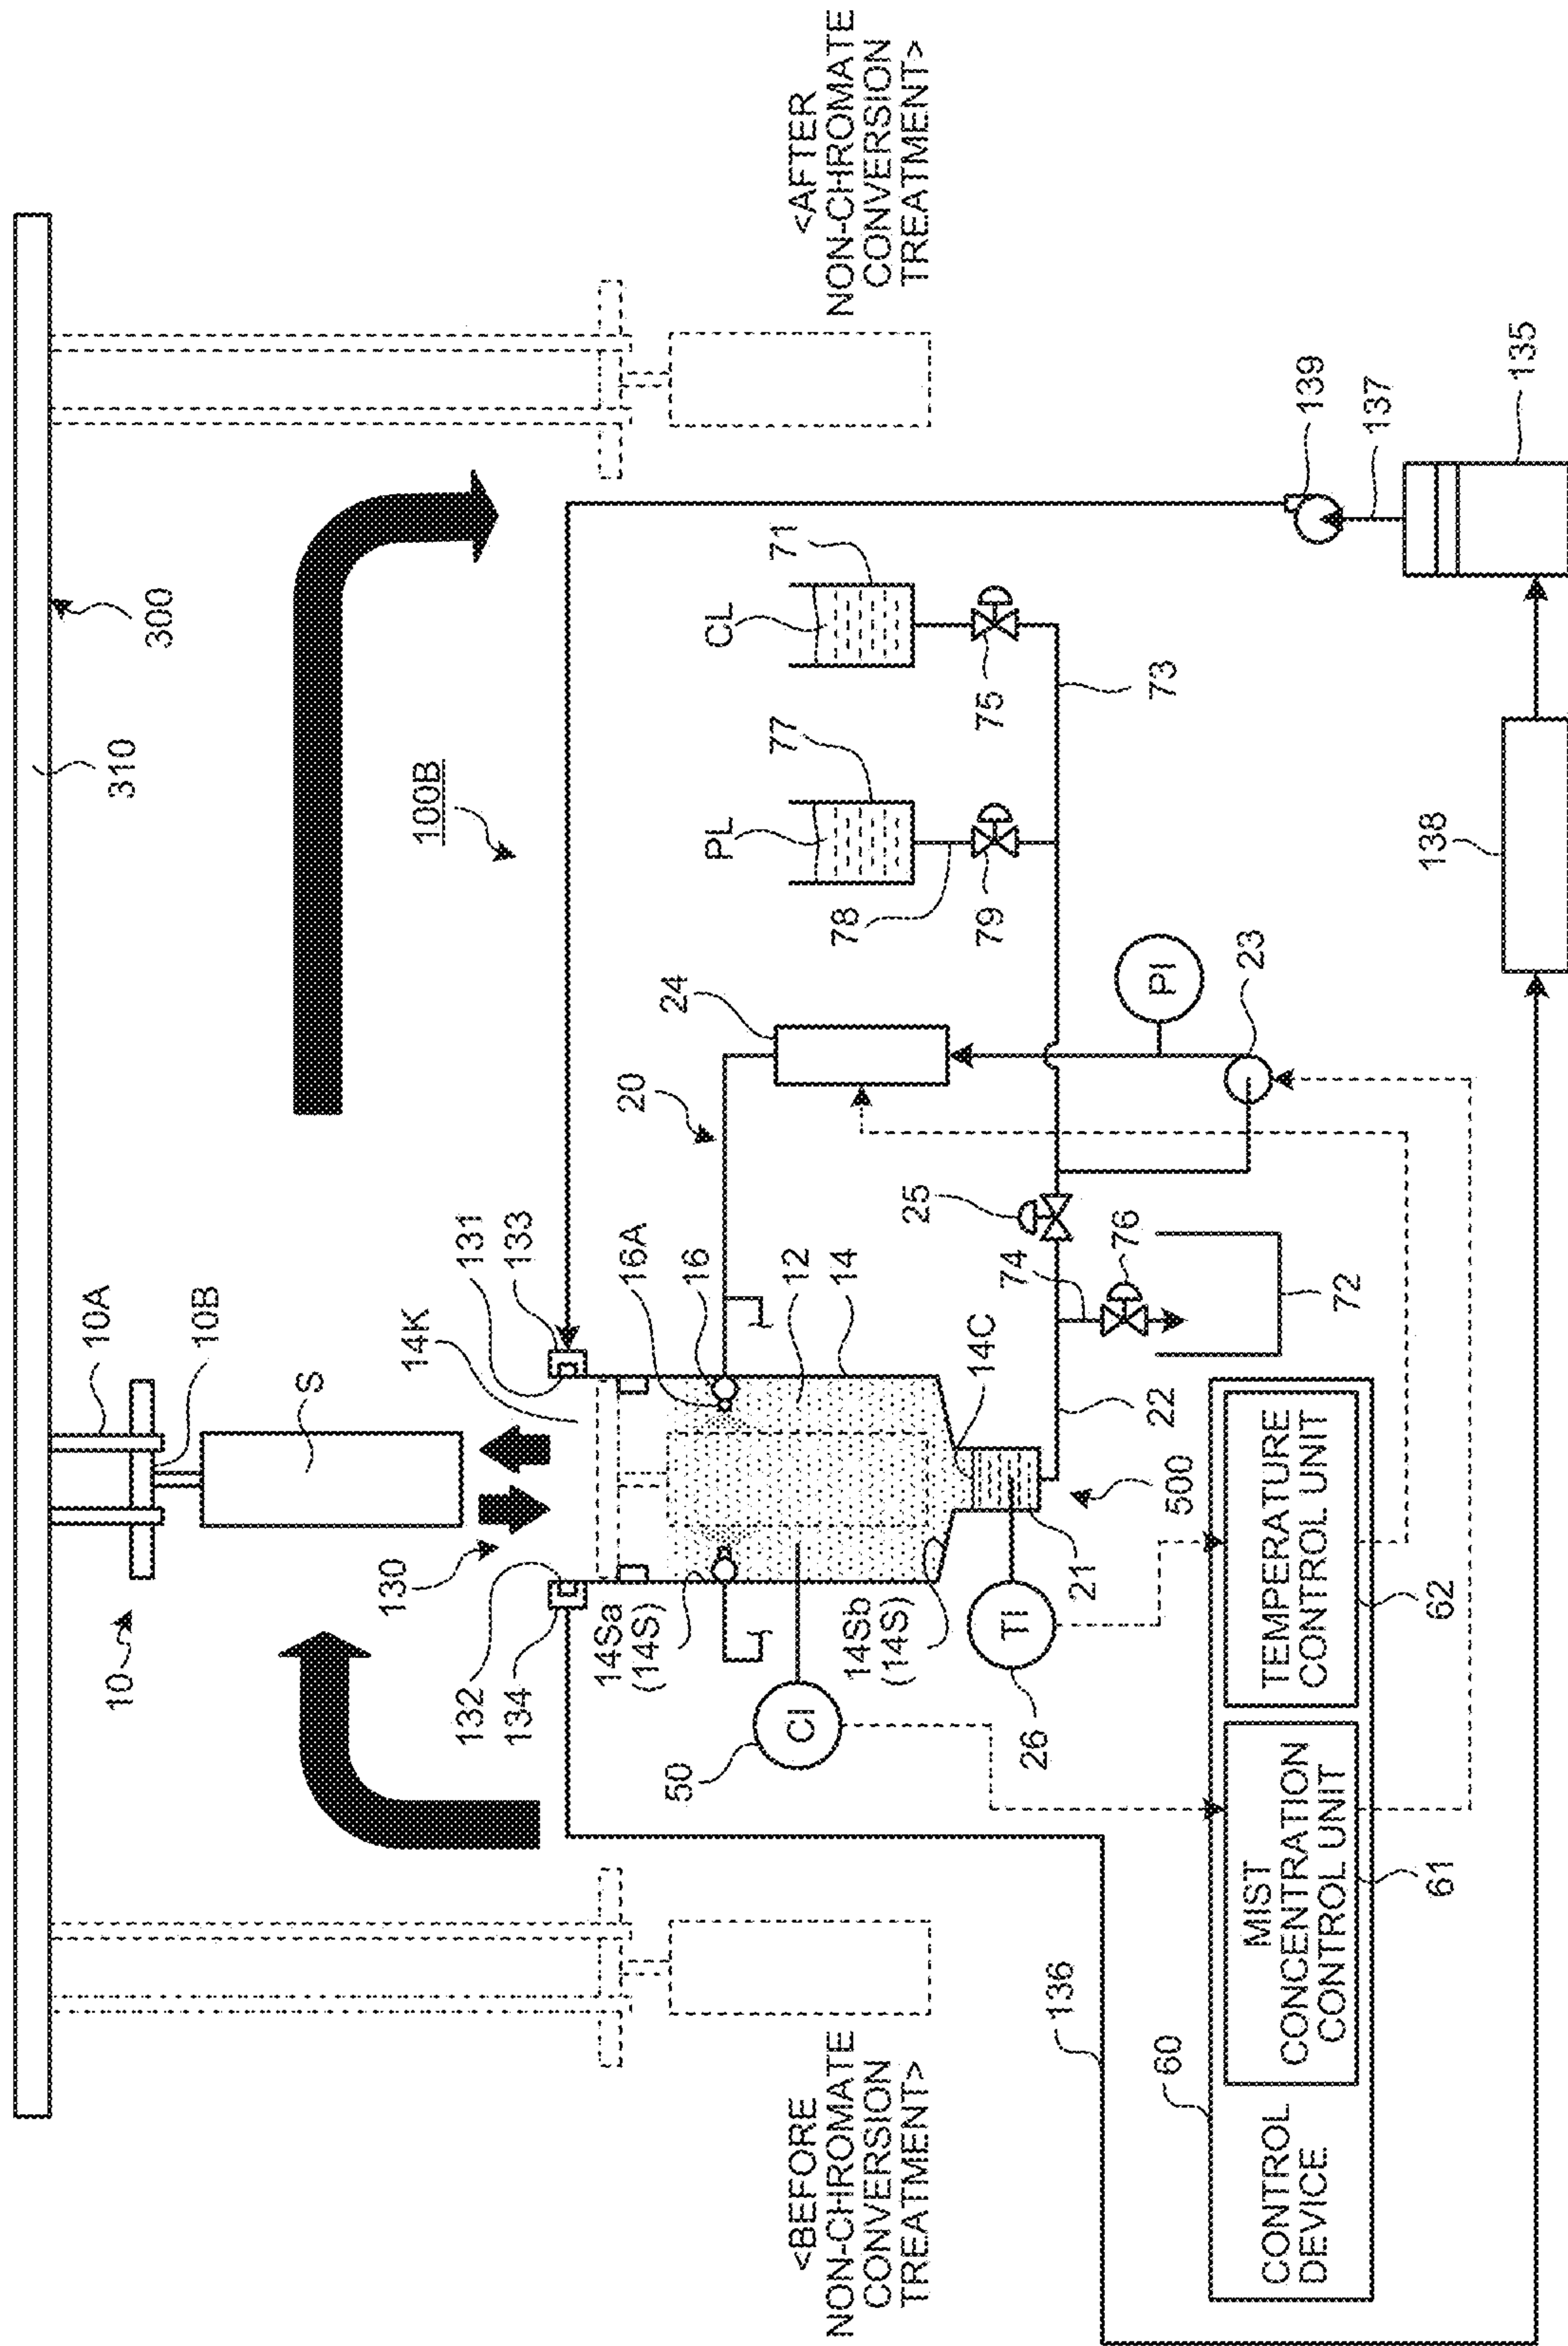 300
310
10
10A
10B
S
100B
130
132
134
14K
131
133
14Sa
(14S)
16A
16
12
14
20
24
PL
77
CL
71
78
79
75
73
<BEFORE
NON-CHROMATE
CONVERSION
TREATMENT>
<AFTER
NON-CHROMATE
CONVERSION
TREATMENT>
50
CI
14Sb
(14S)
TI
26
21
14C
500
22
74
76
25
72
PI
23
139
137
135
138
136
60
CONTROL
DEVICE
MIST
CONCENTRATION
CONTROL UNIT
61
TEMPERATURE
CONTROL UNIT
62